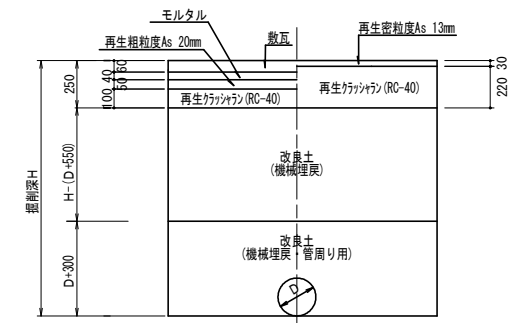 モルタル
再生粗粒度As 20mm
敷瓦
再生密粒度As 13mm
60
40
50
100
250
30
220
再生クラッシャラン(RC-40)
再生クラッシャラン(RC-40)
掘削深H
H-(D+550)
改良土
(機械埋戻)
D+300
改良土
(機械埋戻・管周り用)
D